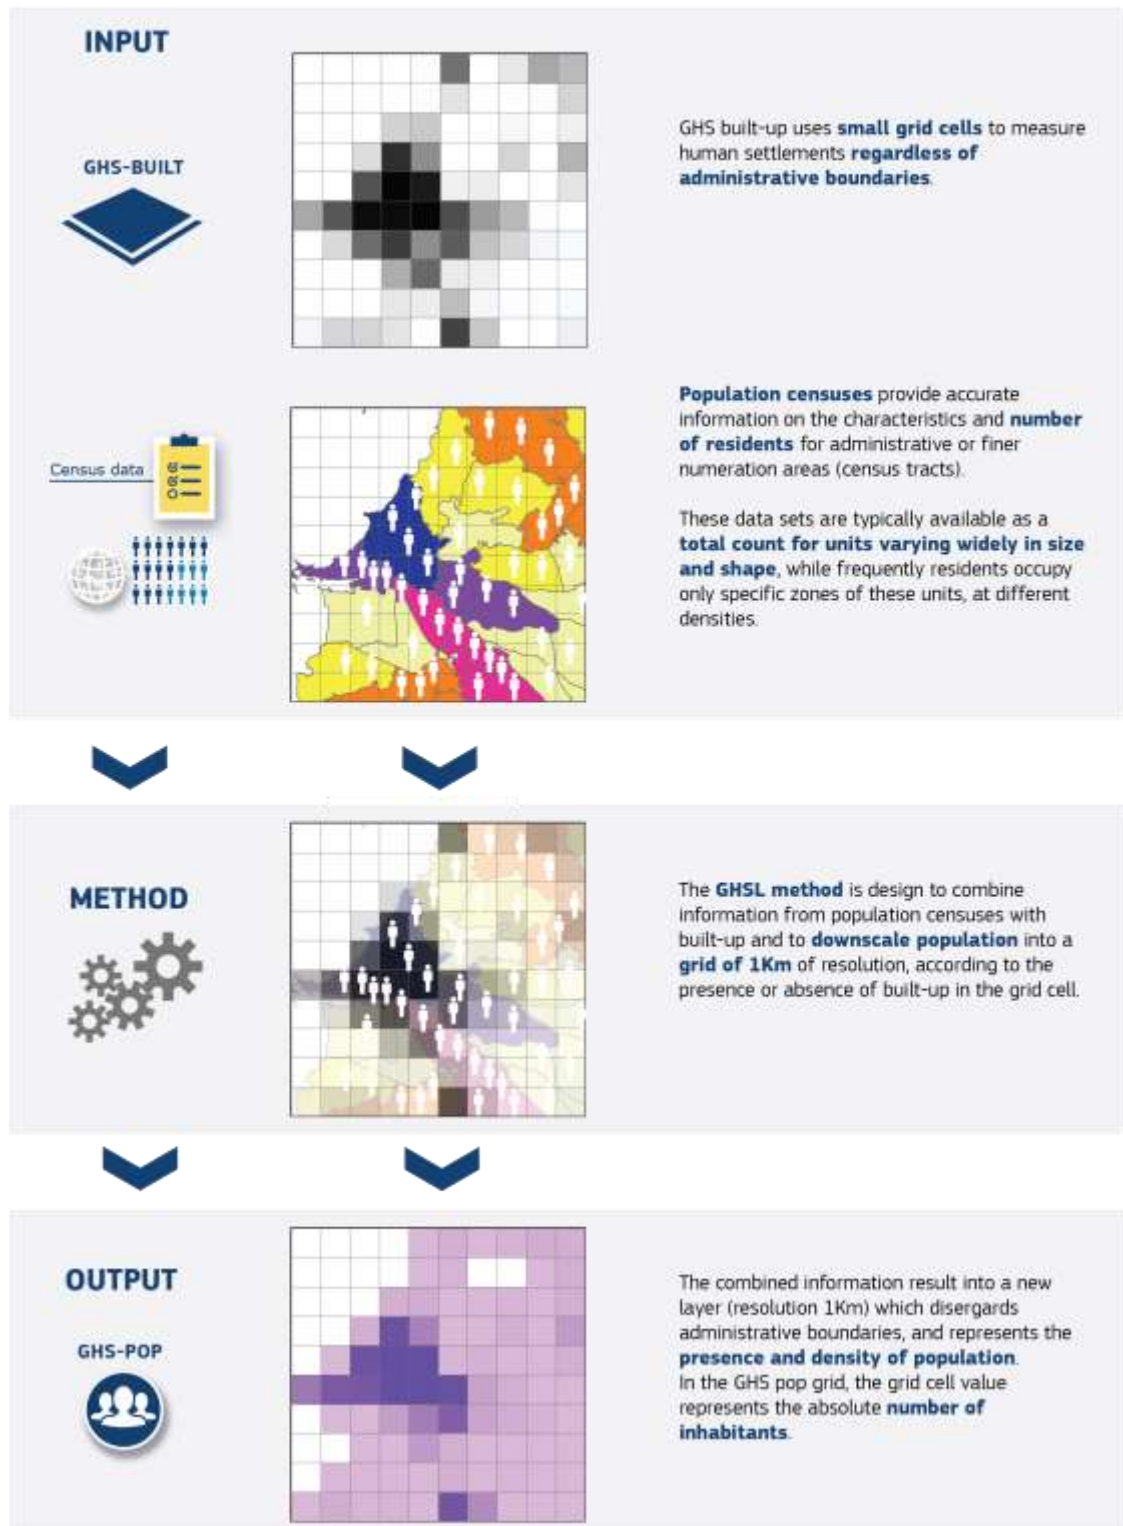 INPUT
GHS-BUILT
GHS built-up uses small grid cells to measure
human settlements regardless of
administrative boundaries.
Census data
Population censuses provide accurate
information on the characteristics and number
of residents for administrative or finer
numeration areas (census tracts).
These data sets are typically available as a
total count for units varying widely in size
and shape, while frequently residents occupy
only specific zones of these units, at different
densities.
METHOD
The GHSL method is design to combine
information from population censuses with
built-up and to downscale population into a
grid of 1Km of resolution, according to the
presence or absence of built-up in the grid cell.
OUTPUT
GHS-POP
The combined information result into a new
layer (resolution 1Km) which disergards
administrative boundaries, and represents the
presence and density of population.
In the GHS pop grid, the grid cell value
represents the absolute number of
inhabitants.